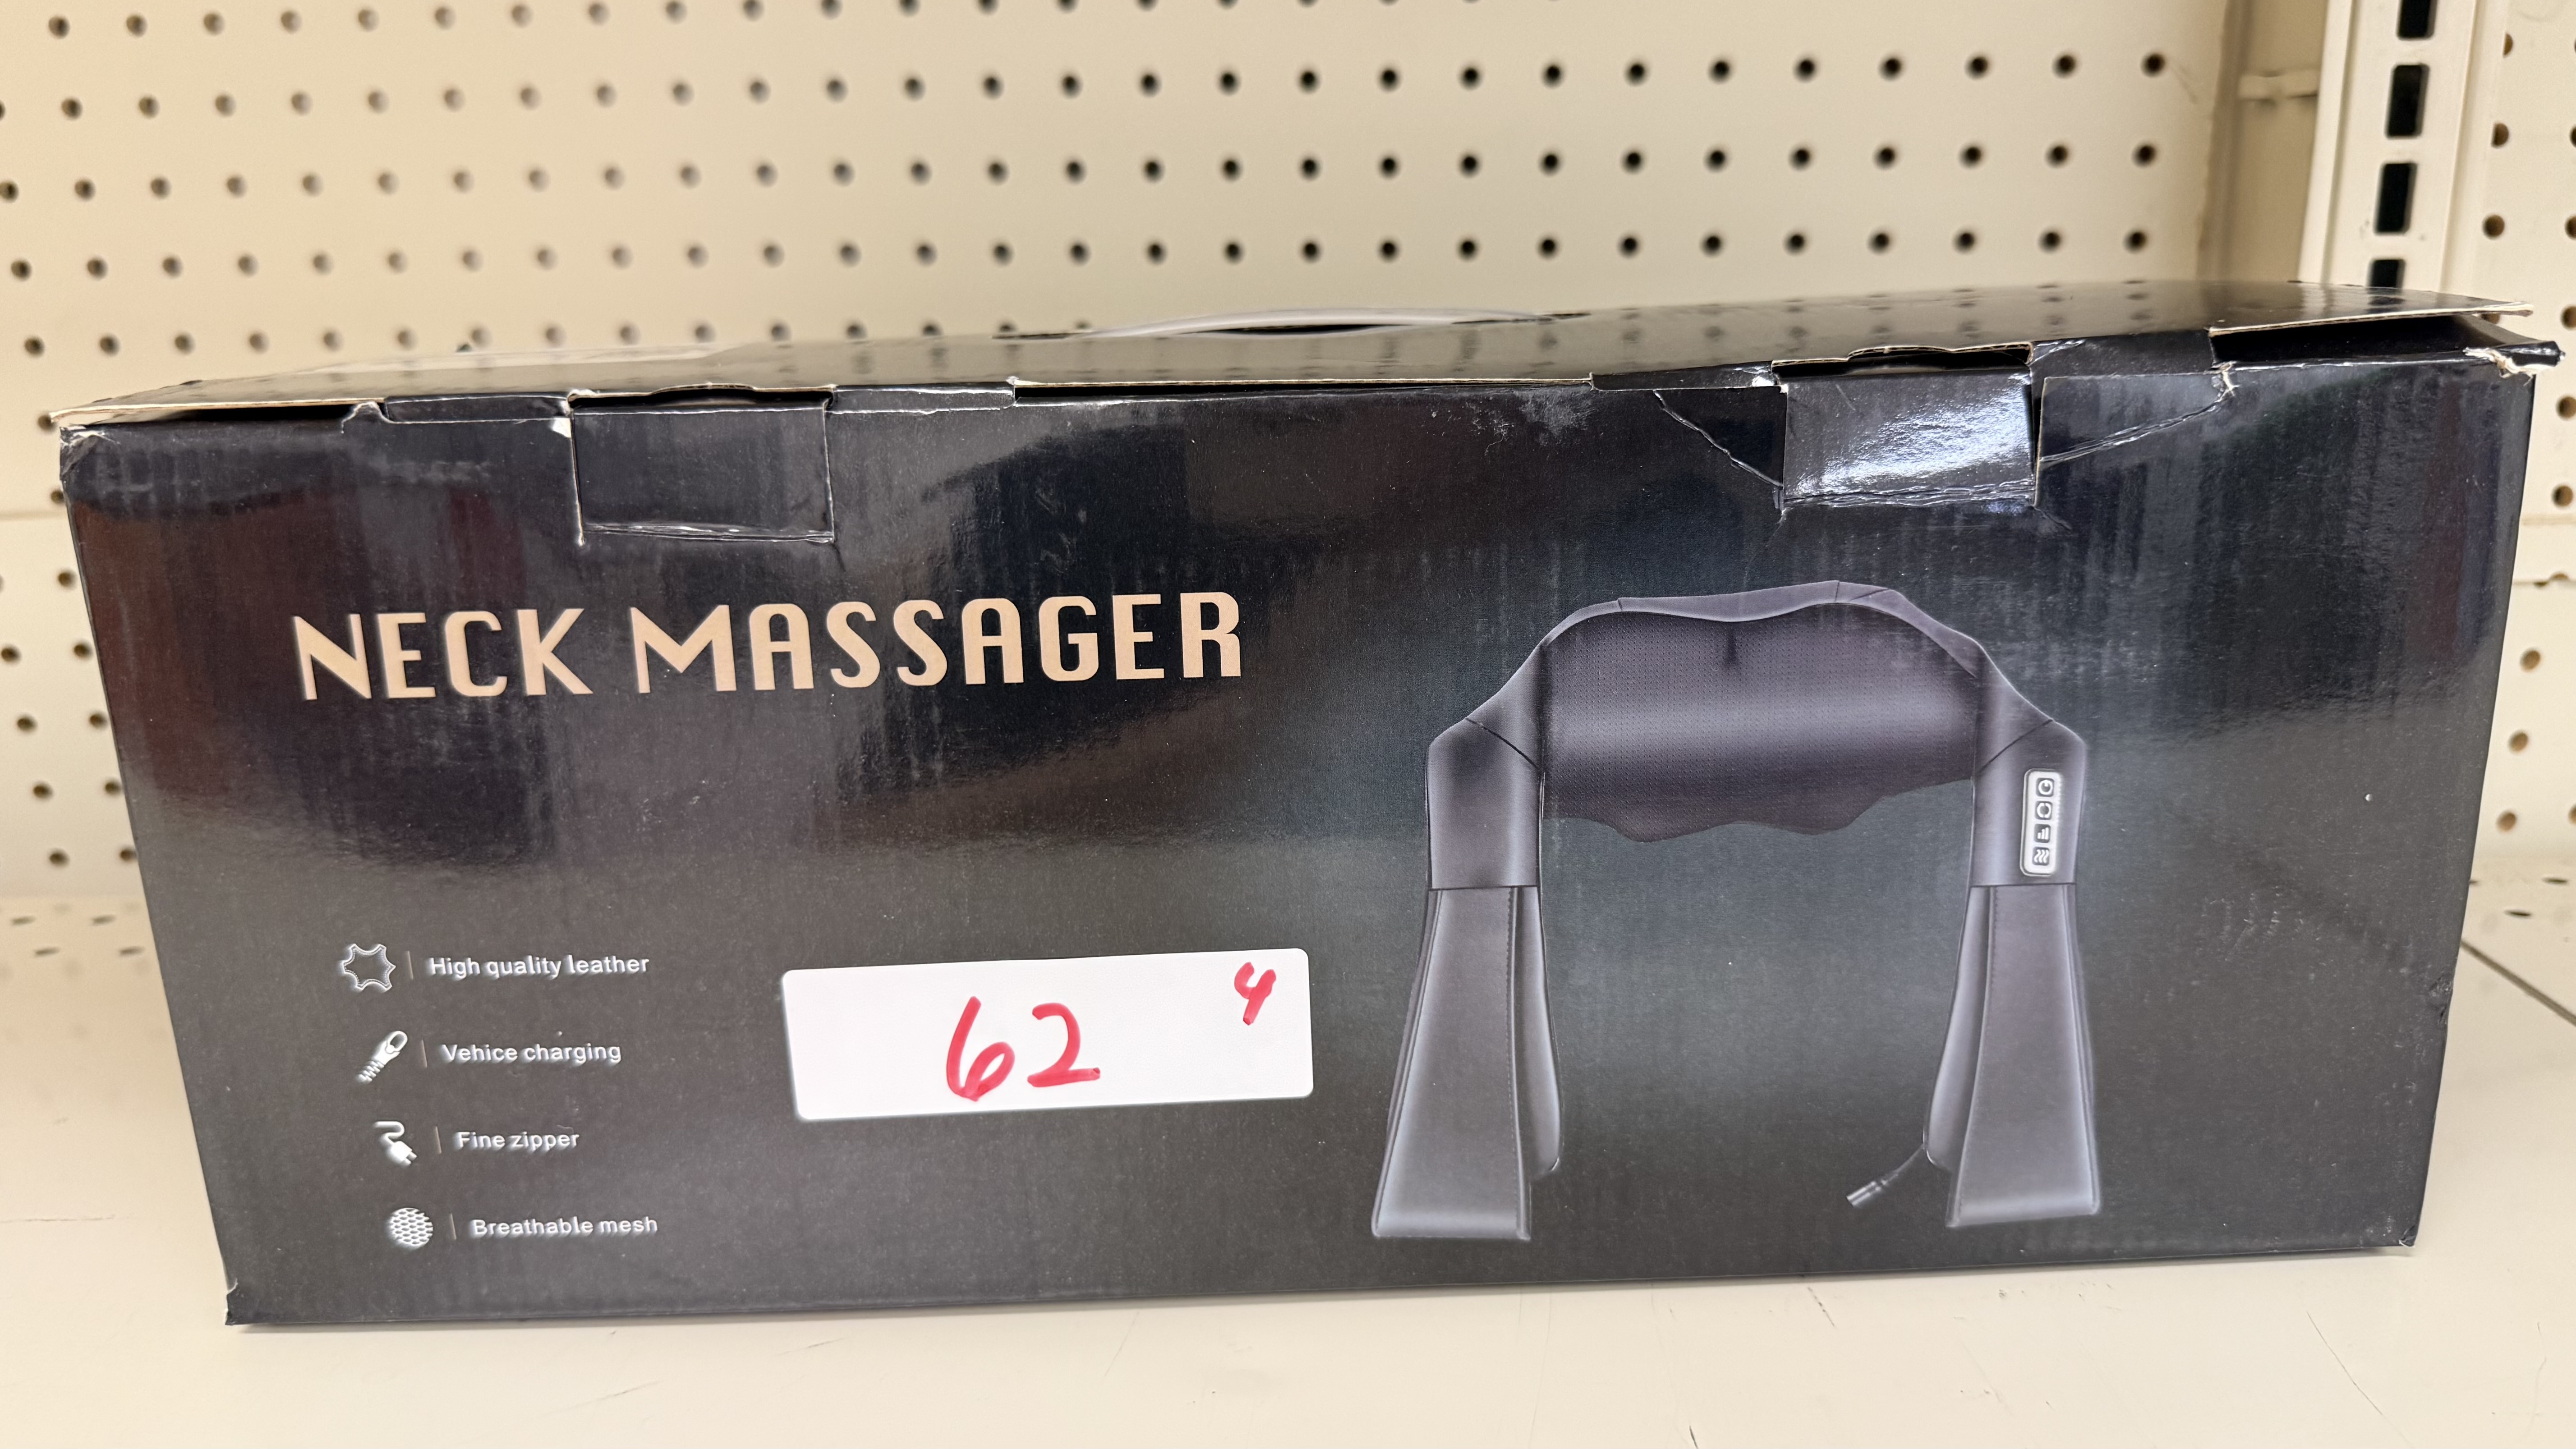 NECK MASSAGER
High quality leather
Vehice charging
Fine zipper
Breathable mesh
62 4